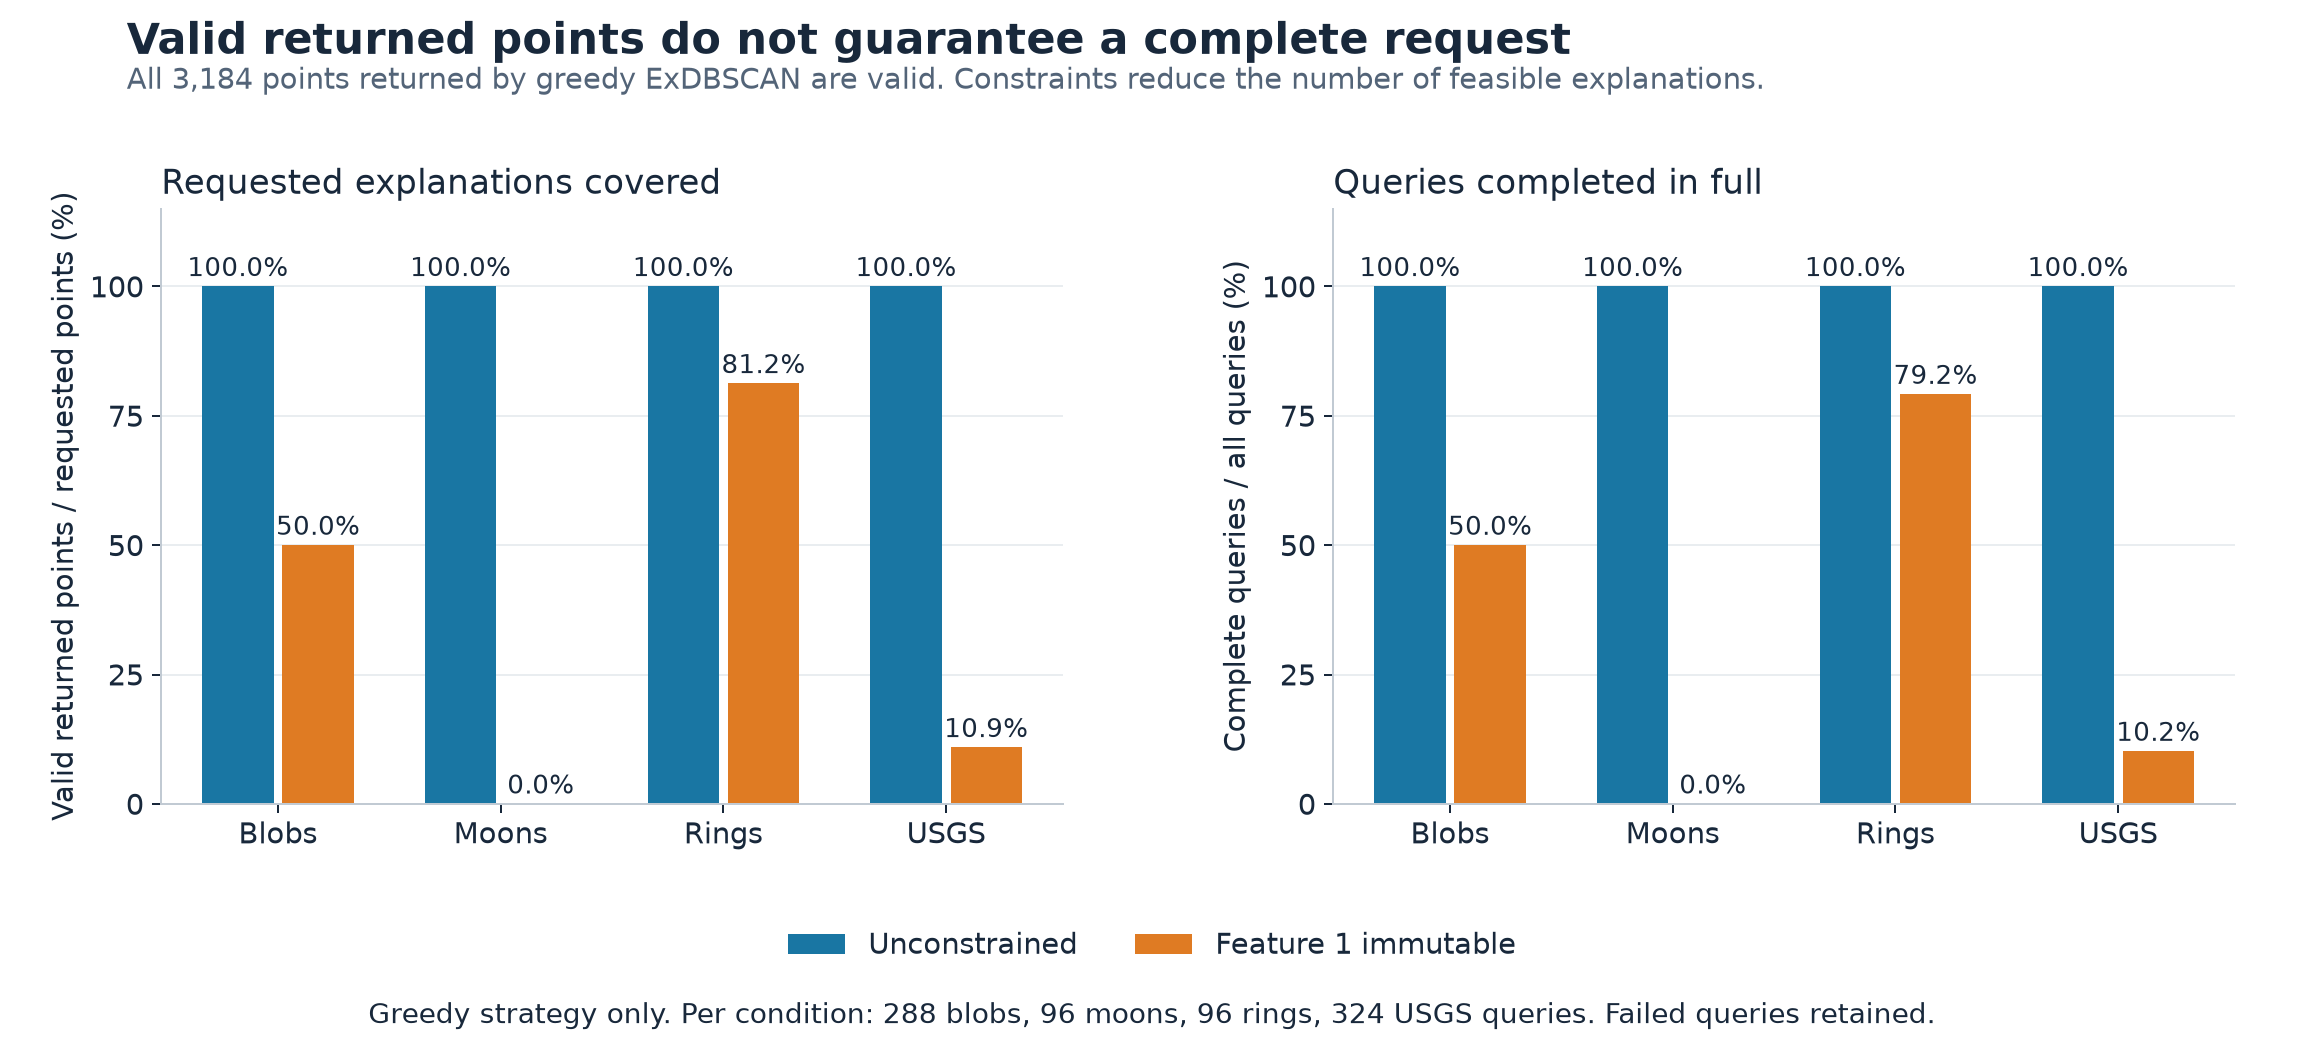 Valid returned points do not guarantee a complete request
All 3,184 points returned by greedy ExDBSCAN are valid. Constraints reduce the number of feasible explanations.
Requested explanations covered
Valid returned points / requested points (%)
100
75
50
25
0
100.0%
50.0%
100.0%
0.0%
100.0%
81.2%
100.0%
10.9%
Blobs
Moons
Rings
USGS
Queries completed in full
Complete queries / all queries (%)
100
75
50
25
0
100.0%
50.0%
100.0%
0.0%
100.0%
79.2%
100.0%
10.2%
Blobs
Moons
Rings
USGS
Unconstrained
Feature 1 immutable
Greedy strategy only. Per condition: 288 blobs, 96 moons, 96 rings, 324 USGS queries. Failed queries retained.